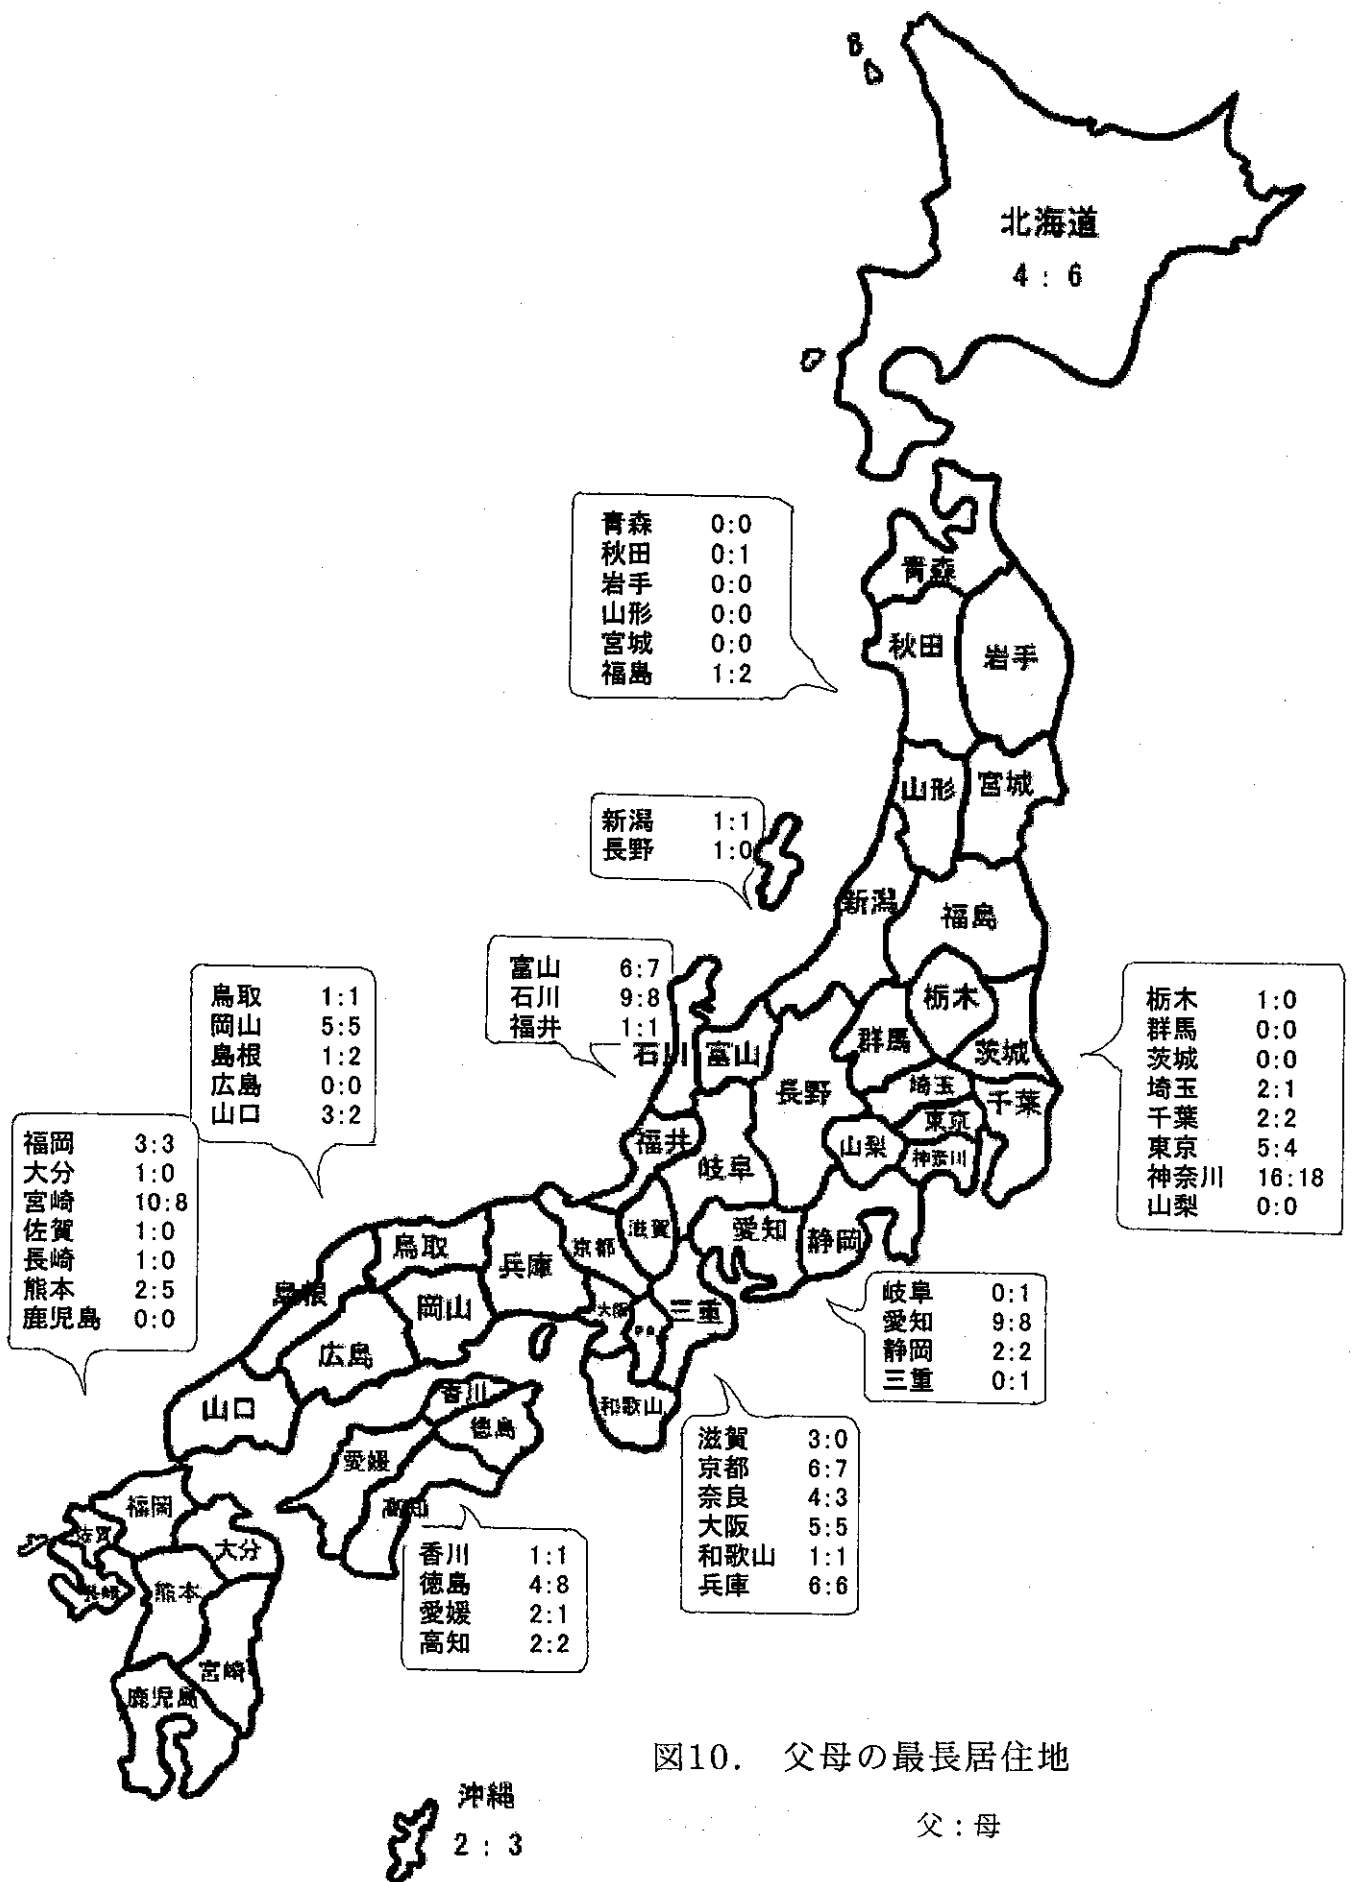 北海道
4 : 6
青森 0:0
秋田 0:1
岩手 0:0
山形 0:0
宮城 0:0
福島 1:2
青森
秋田
岩手
山形
宮城
新潟 1:1
長野 1:0
新潟
福島
富山 6:7
石川 9:8
福井 1:1
鳥取 1:1
岡山 5:5
島根 1:2
広島 0:0
山口 3:2
栃木 1:0
群馬 0:0
茨城 0:0
埼玉 2:1
千葉 2:2
東京 5:4
神奈川 16:18
山梨 0:0
栃木
群馬
茨城
石川
富山
長野
埼玉
千葉
東京
福井
岐阜
山梨
神奈川
福岡 3:3
大分 1:0
宮崎 10:8
佐賀 1:0
長崎 1:0
熊本 2:5
鹿児島 0:0
滋賀
愛知
静岡
京都
鳥取
兵庫
島根
岡山
大阪
三重
広島
岐阜 0:1
愛知 9:8
静岡 2:2
三重 0:1
山口
香川
和歌山
徳島
愛媛
高知
滋賀 3:0
京都 6:7
奈良 4:3
大阪 5:5
和歌山 1:1
兵庫 6:6
福岡
佐賀
大分
長崎
熊本
宮崎
鹿児島
香川 1:1
徳島 4:8
愛媛 2:1
高知 2:2
図10. 父母の最長居住地
父:母
沖縄
2 : 3